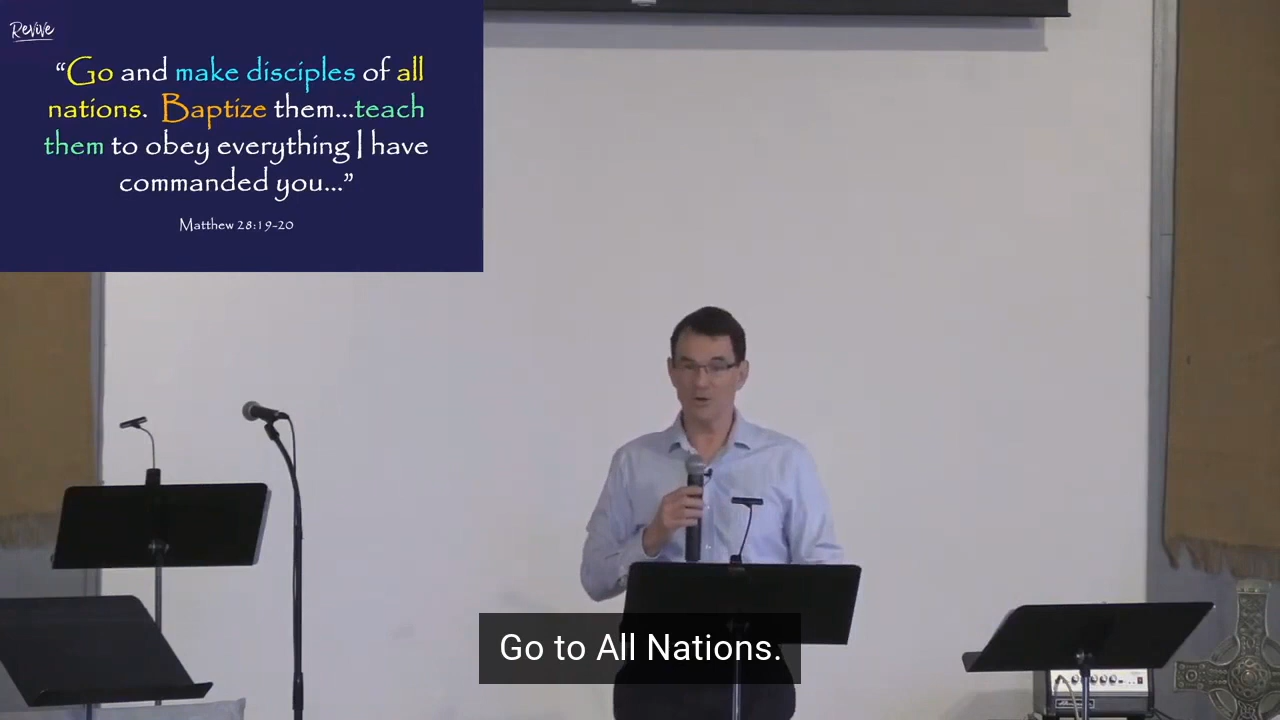 Revive
“Go and make disciples of all
nations. Baptize them...teach
them to obey everything I have
commanded you...”
Matthew 28:19-20
Go to All Nations.